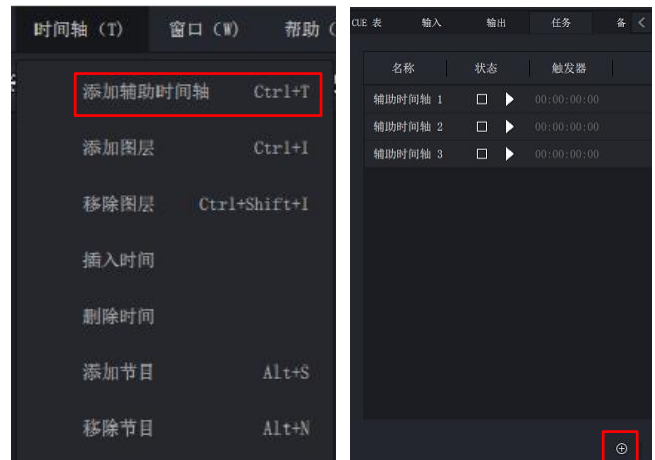 时间轴 (T) 窗口 (W) 帮助 (
添加辅助时间轴 Ctrl+T
添加图层 Ctrl+I
移除图层 Ctrl+Shift+I
插入时间
删除时间
添加节目 Alt+S
移除节目 Alt+N
CUE 表 输入 输出 任务 备 <
名称 状态 触发器
辅助时间轴 1 00:00:00:00
辅助时间轴 2 00:00:00:00
辅助时间轴 3 00:00:00:00